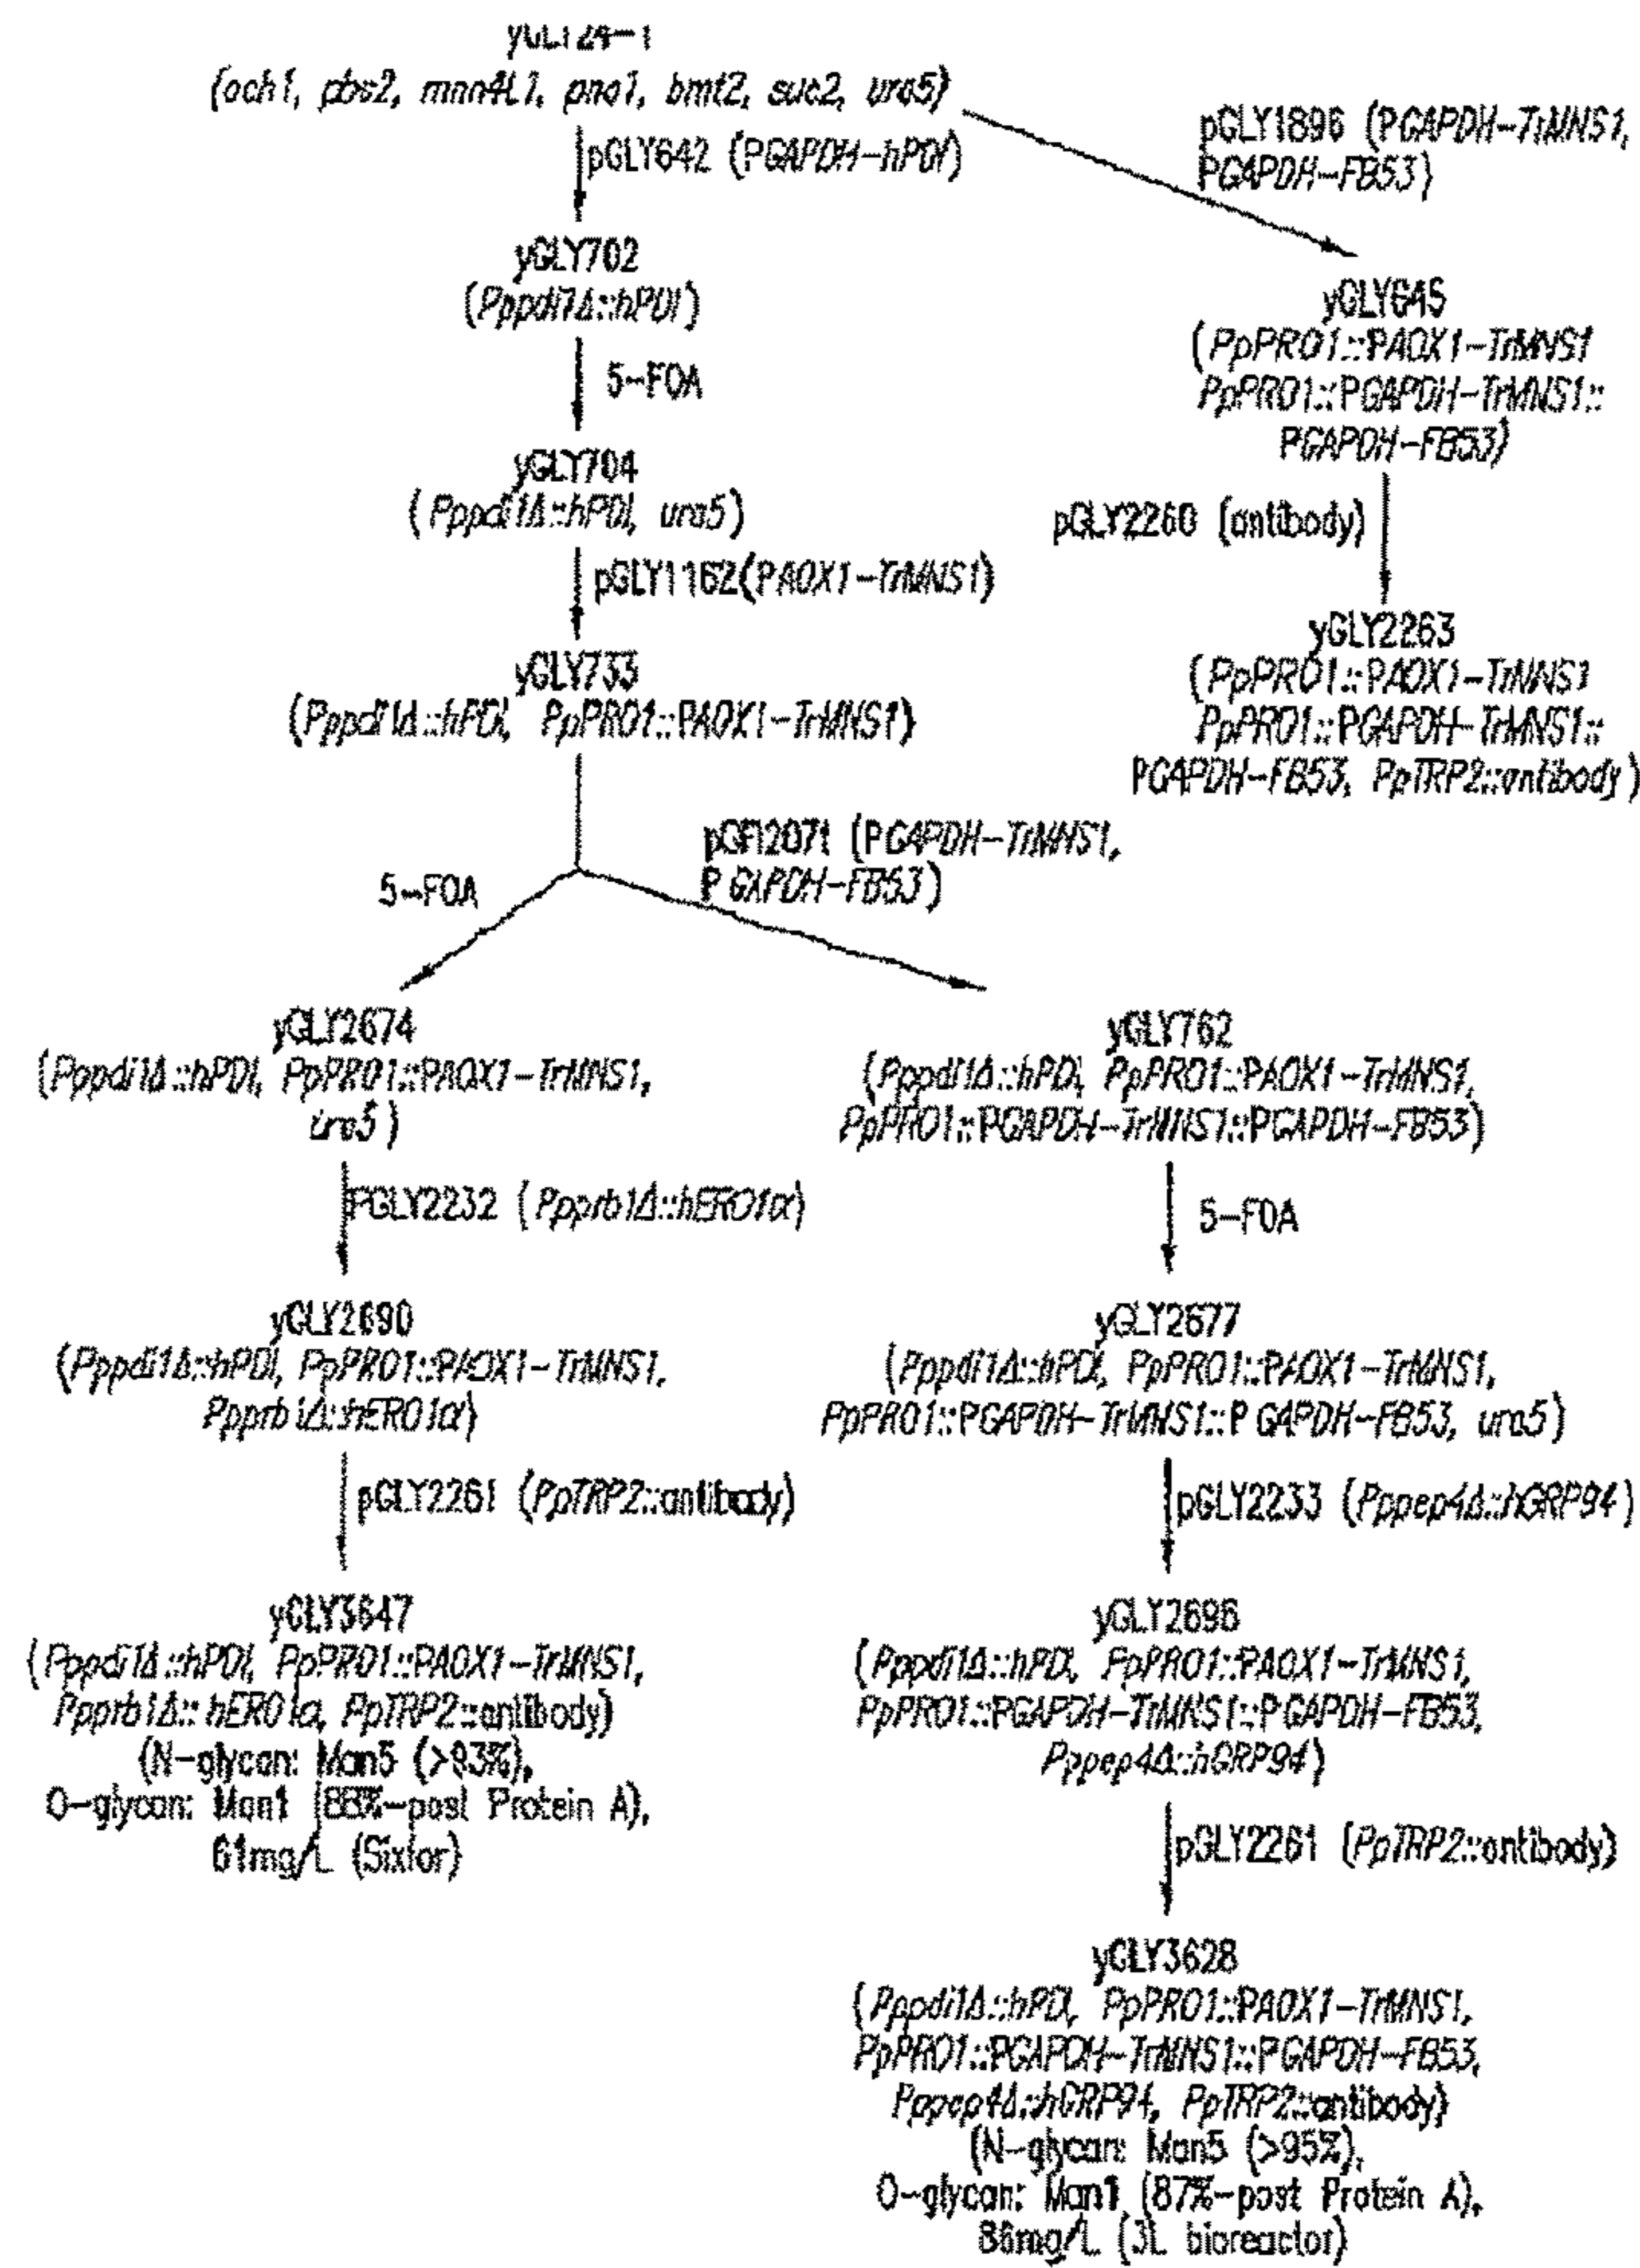 yGLY24-1
(och1, pbs2, mnn4L1, pno1, bmt2, suc2, ura5)
pGLY1896 (PGAPDH-TrMNS1,
PGAPDH-FB53)
pGLY642 (PGAPDH-hPDI)
yGLY702
(Pppdi1Δ::hPDI)
5-FOA
yGLY704
(Pppdi1Δ::hPDI, ura5)
pGLY1162(PAOX1-TrMNS1)
yGLY733
(Pppdi1Δ::hPDI, PpPRO1::PAOX1-TrMNS1)
yGLY645
(PpPRO1::PAOX1-TrMNS1
PpPRO1::PGAPDH-TrMNS1::
PGAPDH-FB53)
pGLY2260 (antibody)
yGLY2263
(PpPRO1::PAOX1-TrMNS1
PpPRO1::PGAPDH-TrMNS1::
PGAPDH-FB53, PpTRP2::antibody)
5-FOA
pGFI207t (PGAPDH-TrMNS1,
PGAPDH-FB53)
yGLY2674
(Pppdi1Δ::hPDI, PpPRO1::PAOX1-TrMNS1,
ura5)
PGLY2232 (Ppprb1Δ::hERO1α)
yGLY2690
(Pppdi1Δ::hPDI, PpPRO1::PAOX1-TrMNS1,
Ppprb1Δ::hERO1α)
pGLY2261 (PpTRP2::antibody)
yGLY3647
(Pppdi1Δ::hPDI, PpPRO1::PAOX1-TrMNS1,
Ppprb1Δ::hERO1α, PpTRP2::antibody)
(N-glycan: Man5 (>83%),
O-glycan: Man1 (88%-post Protein A),
61mg/L (Sixfor)
yGLY762
(Pppdi1Δ::hPDI, PpPRO1::PAOX1-TrMNS1,
PpPRO1::PGAPDH-TrMNS1::PGAPDH-FB53)
5-FOA
yGLY2677
(Pppdi1Δ::hPDI, PpPRO1::PAOX1-TrMNS1,
PpPRO1::PGAPDH-TrMNS1::PGAPDH-FB53, ura5)
pGLY2233 (Pppep4Δ::hGRP94)
yGLY2696
(Pppdi1Δ::hPDI, PpPRO1::PAOX1-TrMNS1,
PpPRO1::PGAPDH-TrMNS1::PGAPDH-FB53,
Pppep4Δ::hGRP94)
pGLY2261 (PpTRP2::antibody)
yGLY3628
(Pppdi1Δ::hPDI, PpPRO1::PAOX1-TrMNS1,
PpPRO1::PGAPDH-TrMNS1::PGAPDH-FB53,
Pppep4Δ::hGRP94, PpTRP2::antibody)
(N-glycan: Man5 (>95%),
O-glycan: Man1 (87%-post Protein A),
86mg/L (3L bioreactor)